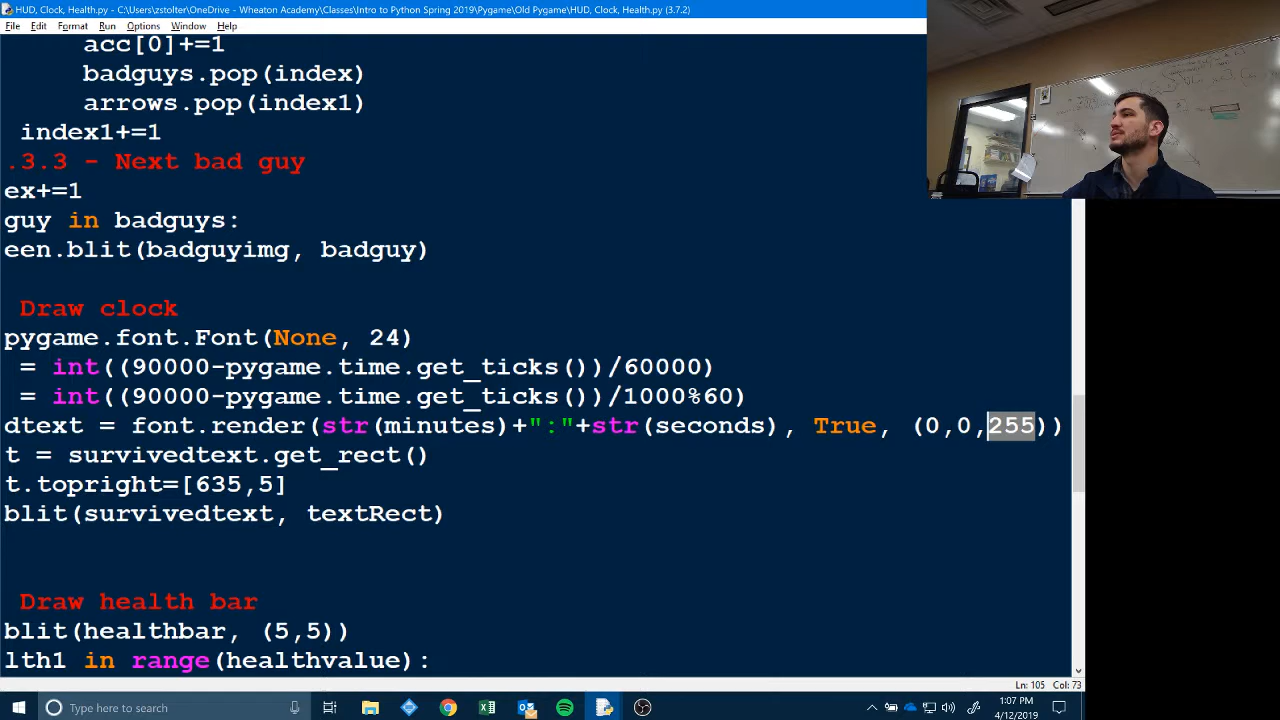 HUD, Clock, Health.py - C:\Users\zstolter\OneDrive - Wheaton Academy\Classes\Intro to Python Spring 2019\Pygame\Old Pygame\HUD, Clock, Health.py (3.7.2)
File Edit Format Run Options Window Help
acc[0]+=1
badguys.pop(index)
arrows.pop(index1)
index1+=1
.3.3 - Next bad guy
ex+=1
guy in badguys:
een.blit(badguyimg, badguy)
Draw clock
pygame.font.Font(None, 24)
= int((90000-pygame.time.get_ticks())/60000)
= int((90000-pygame.time.get_ticks())/1000%60)
dtext = font.render(str(minutes)+":"+str(seconds), True, (0,0,255))
t = survivedtext.get_rect()
t.topright=[635,5]
blit(survivedtext, textRect)
Draw health bar
blit(healthbar, (5,5))
lth1 in range(healthvalue):
Ln: 105 Col: 73
Type here to search
1:07 PM
4/12/2019